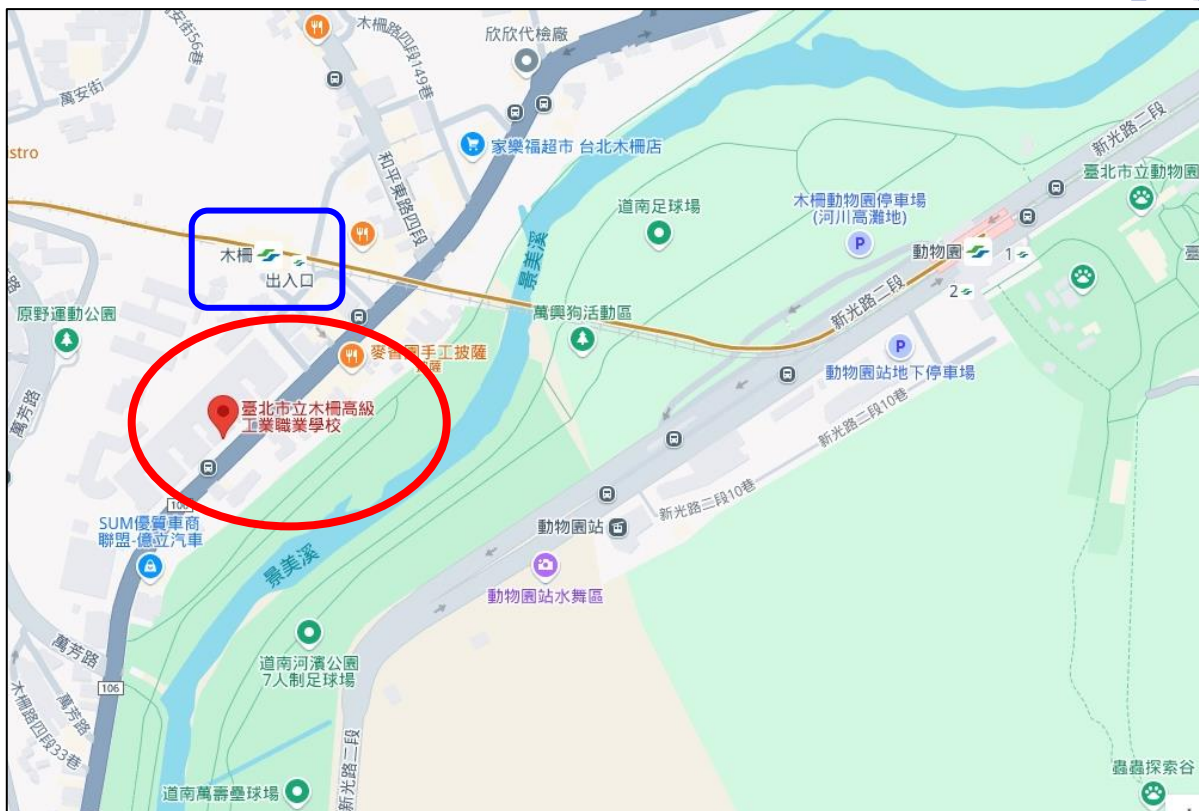 萬安街56巷
木柵路四段149巷
欣欣代檢廠
萬安街
新光路二段
stro
家樂福超市 台北木柵店
和平東路四段
臺北市立動物園
道南足球場
木柵動物園停車場
(河川高灘地)
P
木柵
出入口
景美溪
動物園
1
2
新光路二段
原野運動公園
萬興狗活動區
麥香園手工披薩
披薩
P
動物園站地下停車場
萬芳路
臺北市立木柵高級
工業職業學校
新光路二段10巷
106
新光路二段10巷
SUM優質車商
聯盟-億立汽車
動物園站
景美溪
動物園站水舞區
萬芳路
道南河濱公園
7人制足球場
106
萬芳路
木柵路四段33巷
新光路二段
道南萬壽壘球場
蟲蟲探索谷